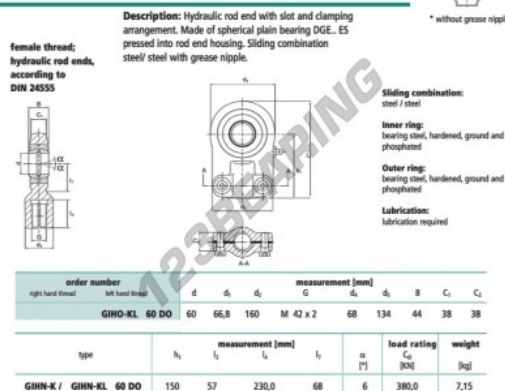 Description: Hydraulic rod end with slot and clamping
arrangement. Made of spherical plain bearing DGE.. ES
pressed into rod end housing. Sliding combination
steel/ steel with grease nipple.
* without grease nippl
female thread;
hydraulic rod ends,
according to
DIN 24555
Sliding combination:
steel / steel
Inner ring:
bearing steel, hardened, ground and
phosphated
Outer ring:
bearing steel, hardened, ground and
phosphated
Lubrication:
lubrication required
B
C₁
A
A
A-A
G
123BEARING
order number measurement [mm]
right hand thread left hand thread d d₁ d₂ G d₄ d₅ B C₁ C₂
GIHO-KL 60 DO 60 66,8 160 M 42 x 2 68 134 44 38 38
measurement [mm] load rating weight
type h₁ l₃ l₄ l₇ α C₀
[°] [KN] [kg]
GIHN-K / GIHN-KL 60 DO 150 57 230,0 68 6 380,0 7,15